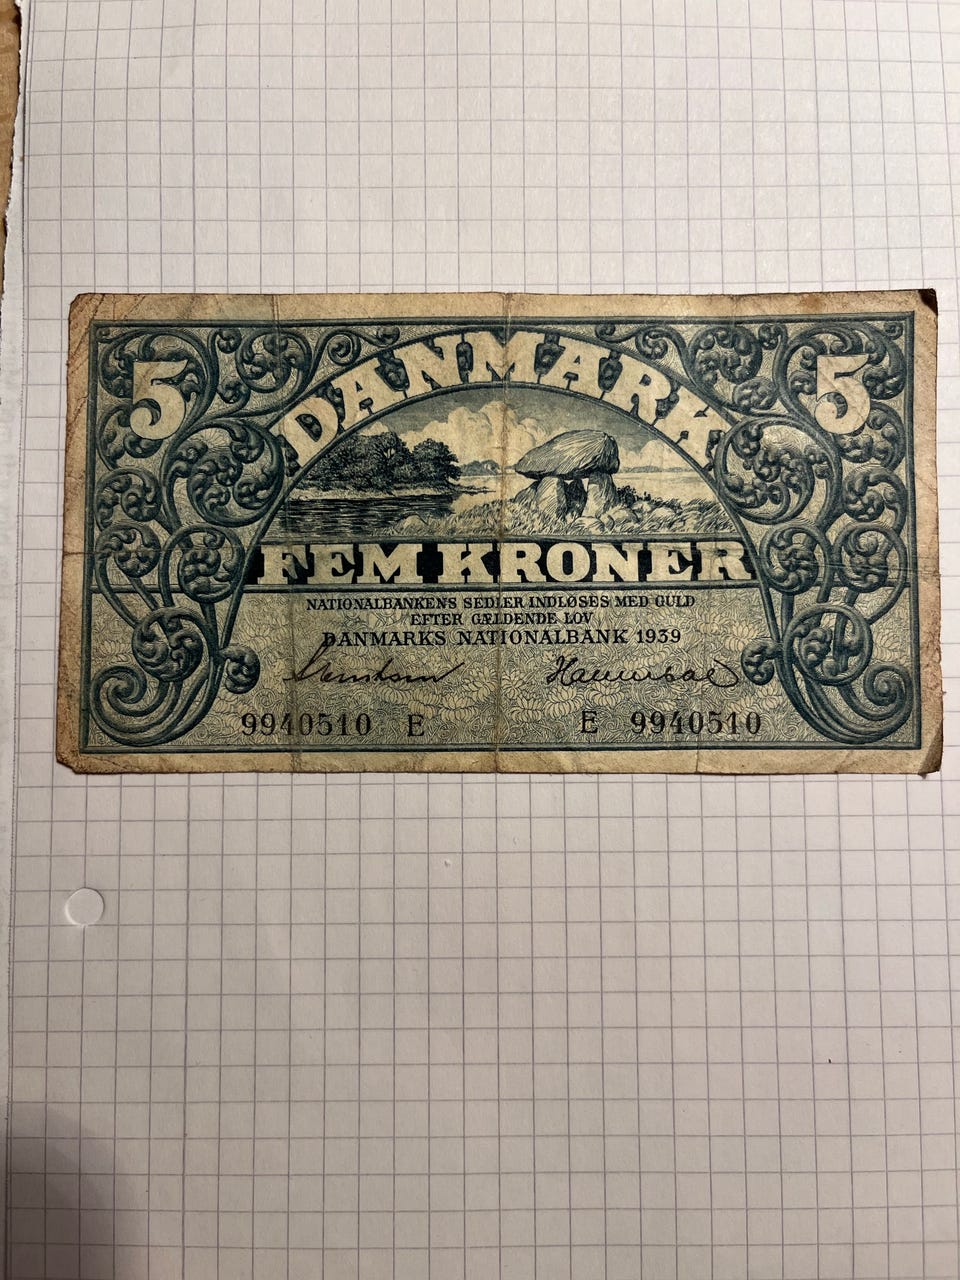 5 DANMARK 5
FEM KRONER
NATIONALBANKENS SEDLER INDLØSES MED GULD
EFTER GÆLDENDE LOV
DANMARKS NATIONALBANK 1939
9940510 E E 9940510